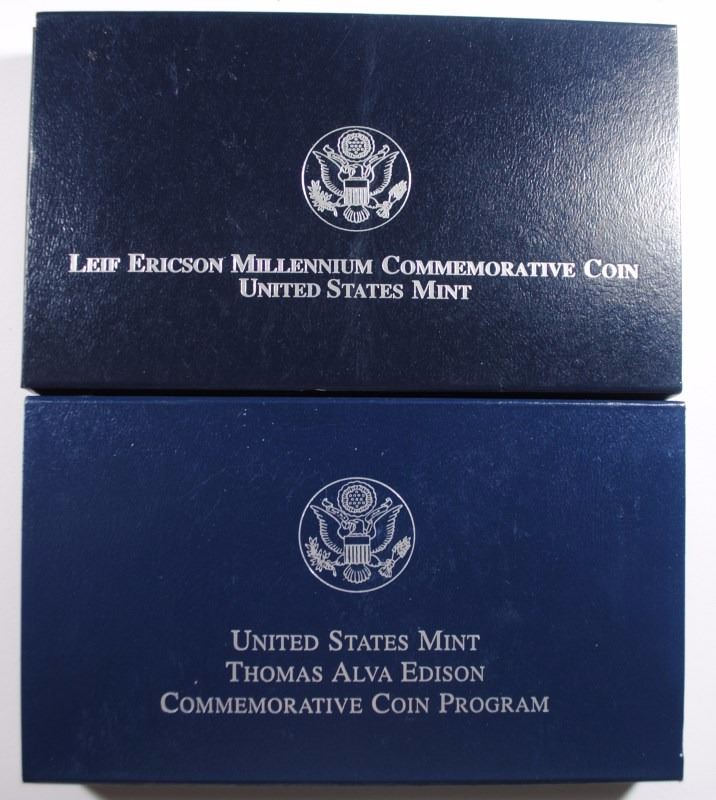 Leif Ericson Millennium Commemorative Coin
United States Mint
United States Mint
Thomas Alva Edison
Commemorative Coin Program